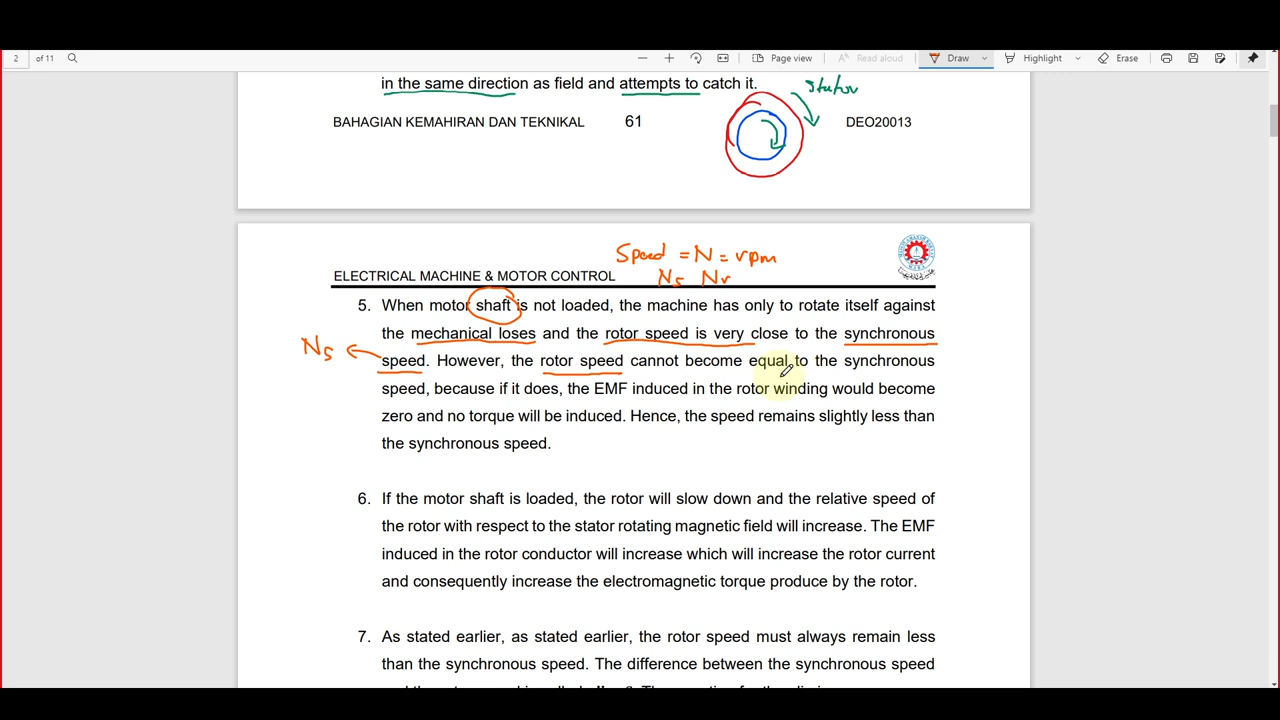 2 of 11
Page view
Read aloud
Draw
Highlight
Erase
in the same direction as field and attempts to catch it.
stator
BAHAGIAN KEMAHIRAN DAN TEKNIKAL 61 DEO20013
Speed = N = rpm
Ns Nr
ELECTRICAL MACHINE & MOTOR CONTROL
5. When motor shaft is not loaded, the machine has only to rotate itself against
the mechanical loses and the rotor speed is very close to the synchronous
Ns
speed. However, the rotor speed cannot become equal to the synchronous
speed, because if it does, the EMF induced in the rotor winding would become
zero and no torque will be induced. Hence, the speed remains slightly less than
the synchronous speed.
6. If the motor shaft is loaded, the rotor will slow down and the relative speed of
the rotor with respect to the stator rotating magnetic field will increase. The EMF
induced in the rotor conductor will increase which will increase the rotor current
and consequently increase the electromagnetic torque produce by the rotor.
7. As stated earlier, as stated earlier, the rotor speed must always remain less
than the synchronous speed. The difference between the synchronous speed